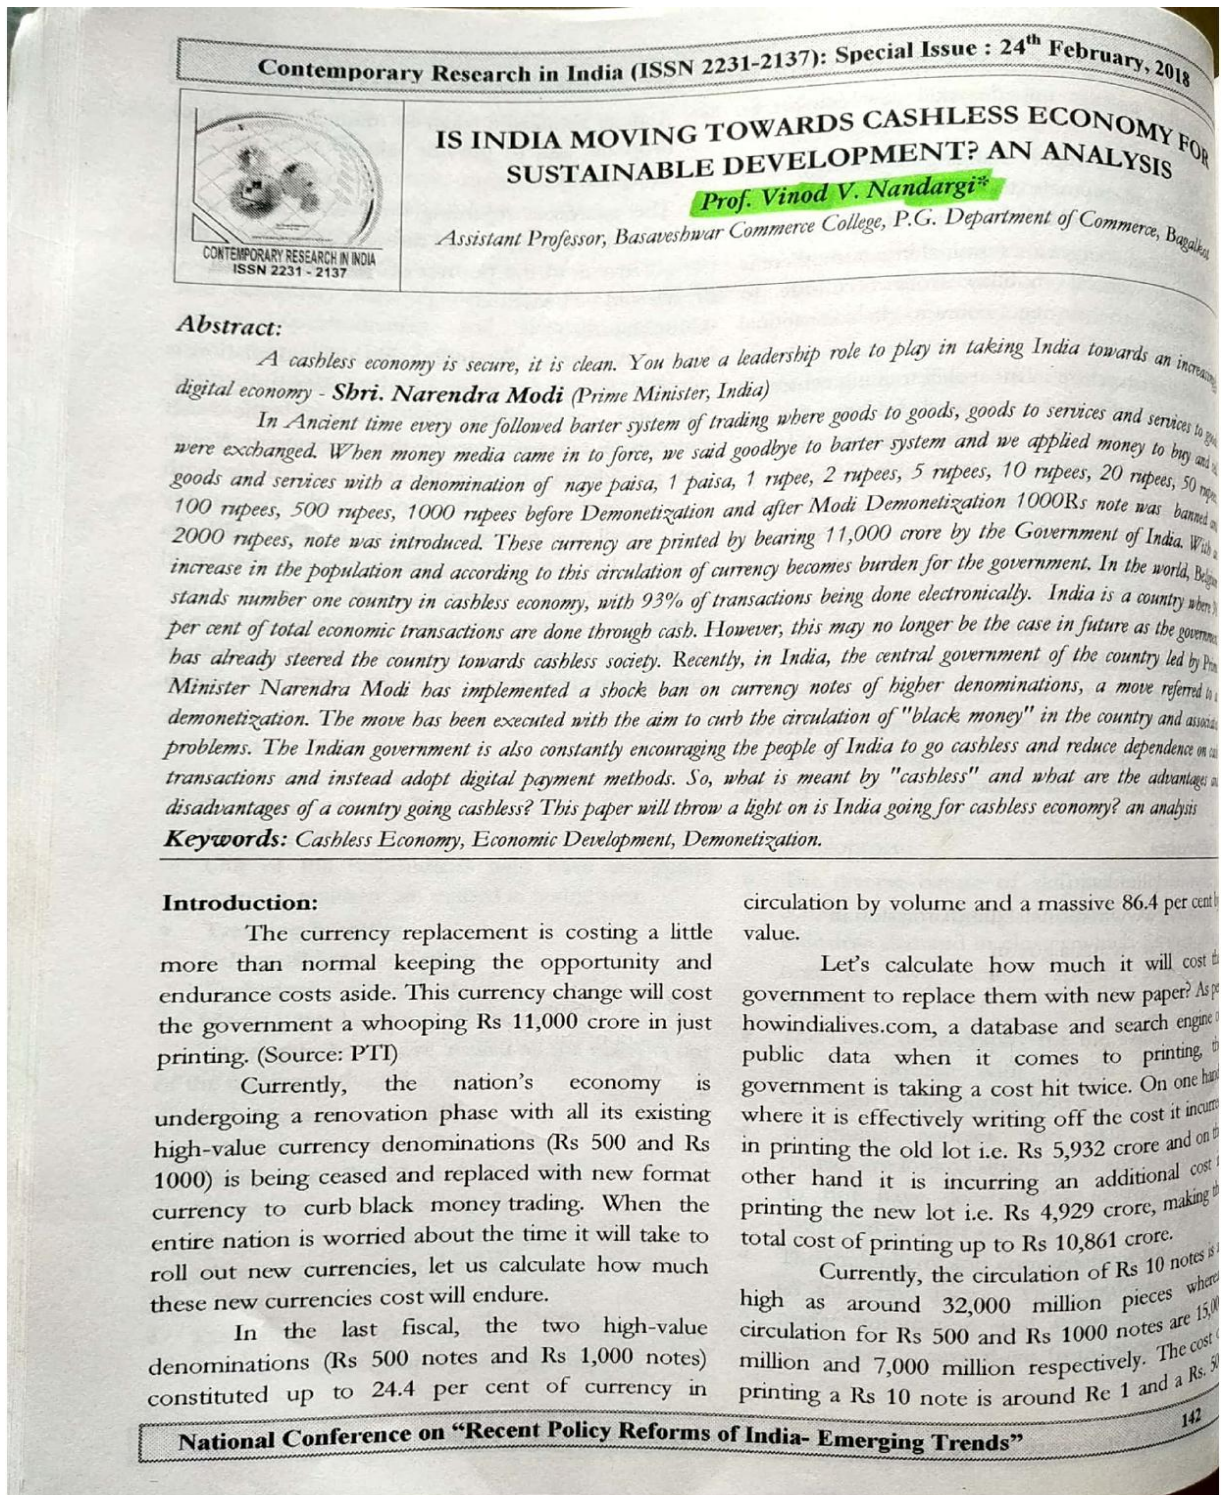 Contemporary Research in India (ISSN 2231-2137): Special Issue : 24th February, 2018
CONTEMPORARY RESEARCH IN INDIA
ISSN 2231 - 2137
IS INDIA MOVING TOWARDS CASHLESS ECONOMY FOR
SUSTAINABLE DEVELOPMENT? AN ANALYSIS
Prof. Vinod V. Nandargi*
Assistant Professor, Basaveshwar Commerce College, P.G. Department of Commerce, Bagalkot
Abstract:
A cashless economy is secure, it is clean. You have a leadership role to play in taking India towards an
digital economy - Shri. Narendra Modi (Prime Minister, India)
In Ancient time every one followed barter system of trading where goods to goods, goods to services and services to
were exchanged. When money media came in to force, we said goodbye to barter system and we applied money to buy and
goods and services with a denomination of naye paisa, 1 paisa, 1 rupee, 2 rupees, 5 rupees, 10 rupees, 20 rupees, 50
100 rupees, 500 rupees, 1000 rupees before Demonetization and after Modi Demonetization 1000Rs note was banned
2000 rupees, note was introduced. These currency are printed by bearing 11,000 crore by the Government of India. With
increase in the population and according to this circulation of currency becomes burden for the government. In the world,
stands number one country in cashless economy, with 93% of transactions being done electronically. India is a country where
per cent of total economic transactions are done through cash. However, this may no longer be the case in future as the
has already steered the country towards cashless society. Recently, in India, the central government of the country led by
Minister Narendra Modi has implemented a shock ban on currency notes of higher denominations, a move referred to
demonetization. The move has been executed with the aim to curb the circulation of "black money" in the country and
problems. The Indian government is also constantly encouraging the people of India to go cashless and reduce dependence on
transactions and instead adopt digital payment methods. So, what is meant by "cashless" and what are the advantages
disadvantages of a country going cashless? This paper will throw a light on is India going for cashless economy? an analysis
Keywords: Cashless Economy, Economic Development, Demonetization.
Introduction:
The currency replacement is costing a little
more than normal keeping the opportunity and
endurance costs aside. This currency change will cost
the government a whooping Rs 11,000 crore in just
printing. (Source: PTI)
Currently, the nation's economy is
undergoing a renovation phase with all its existing
high-value currency denominations (Rs 500 and Rs
1000) is being ceased and replaced with new format
currency to curb black money trading. When the
entire nation is worried about the time it will take to
roll out new currencies, let us calculate how much
these new currencies cost will endure.
In the last fiscal, the two high-value
denominations (Rs 500 notes and Rs 1,000 notes)
constituted up to 24.4 per cent of currency in
circulation by volume and a massive 86.4 per cent
value.
Let's calculate how much it will cost
government to replace them with new paper? As
howindialives.com, a database and search engine
public data when it comes to printing,
government is taking a cost hit twice. On one hand
where it is effectively writing off the cost it
in printing the old lot i.e. Rs 5,932 crore and on
other hand it is incurring an additional cost
printing the new lot i.e. Rs 4,929 crore, making
total cost of printing up to Rs 10,861 crore.
Currently, the circulation of Rs 10 notes is
high as around 32,000 million pieces
circulation for Rs 500 and Rs 1000 notes are
million and 7,000 million respectively. The cost
printing a Rs 10 note is around Re 1 and a Rs.
National Conference on “Recent Policy Reforms of India- Emerging Trends”
142